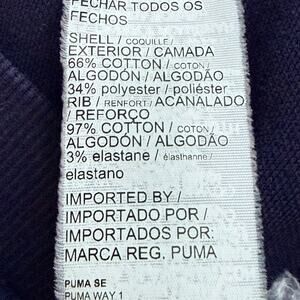 FECHAR TODOS OS
FECHOS
SHELL / COQUILLE /
EXTERIOR / CAMADA
66% COTTON / COTON /
ALGODÓN / ALGODÃO
34% polyester / poliéster
RIB / RENFORT / ACANALADO
/ REFORÇO
97% COTTON / COTON /
ALGODÓN / ALGODÃO
3% elastane / élasthanne /
elastano
IMPORTED BY /
IMPORTADO POR /
IMPORTADO POR:
MARCA REG. PUMA
PUMA SE
PUMA WAY 1